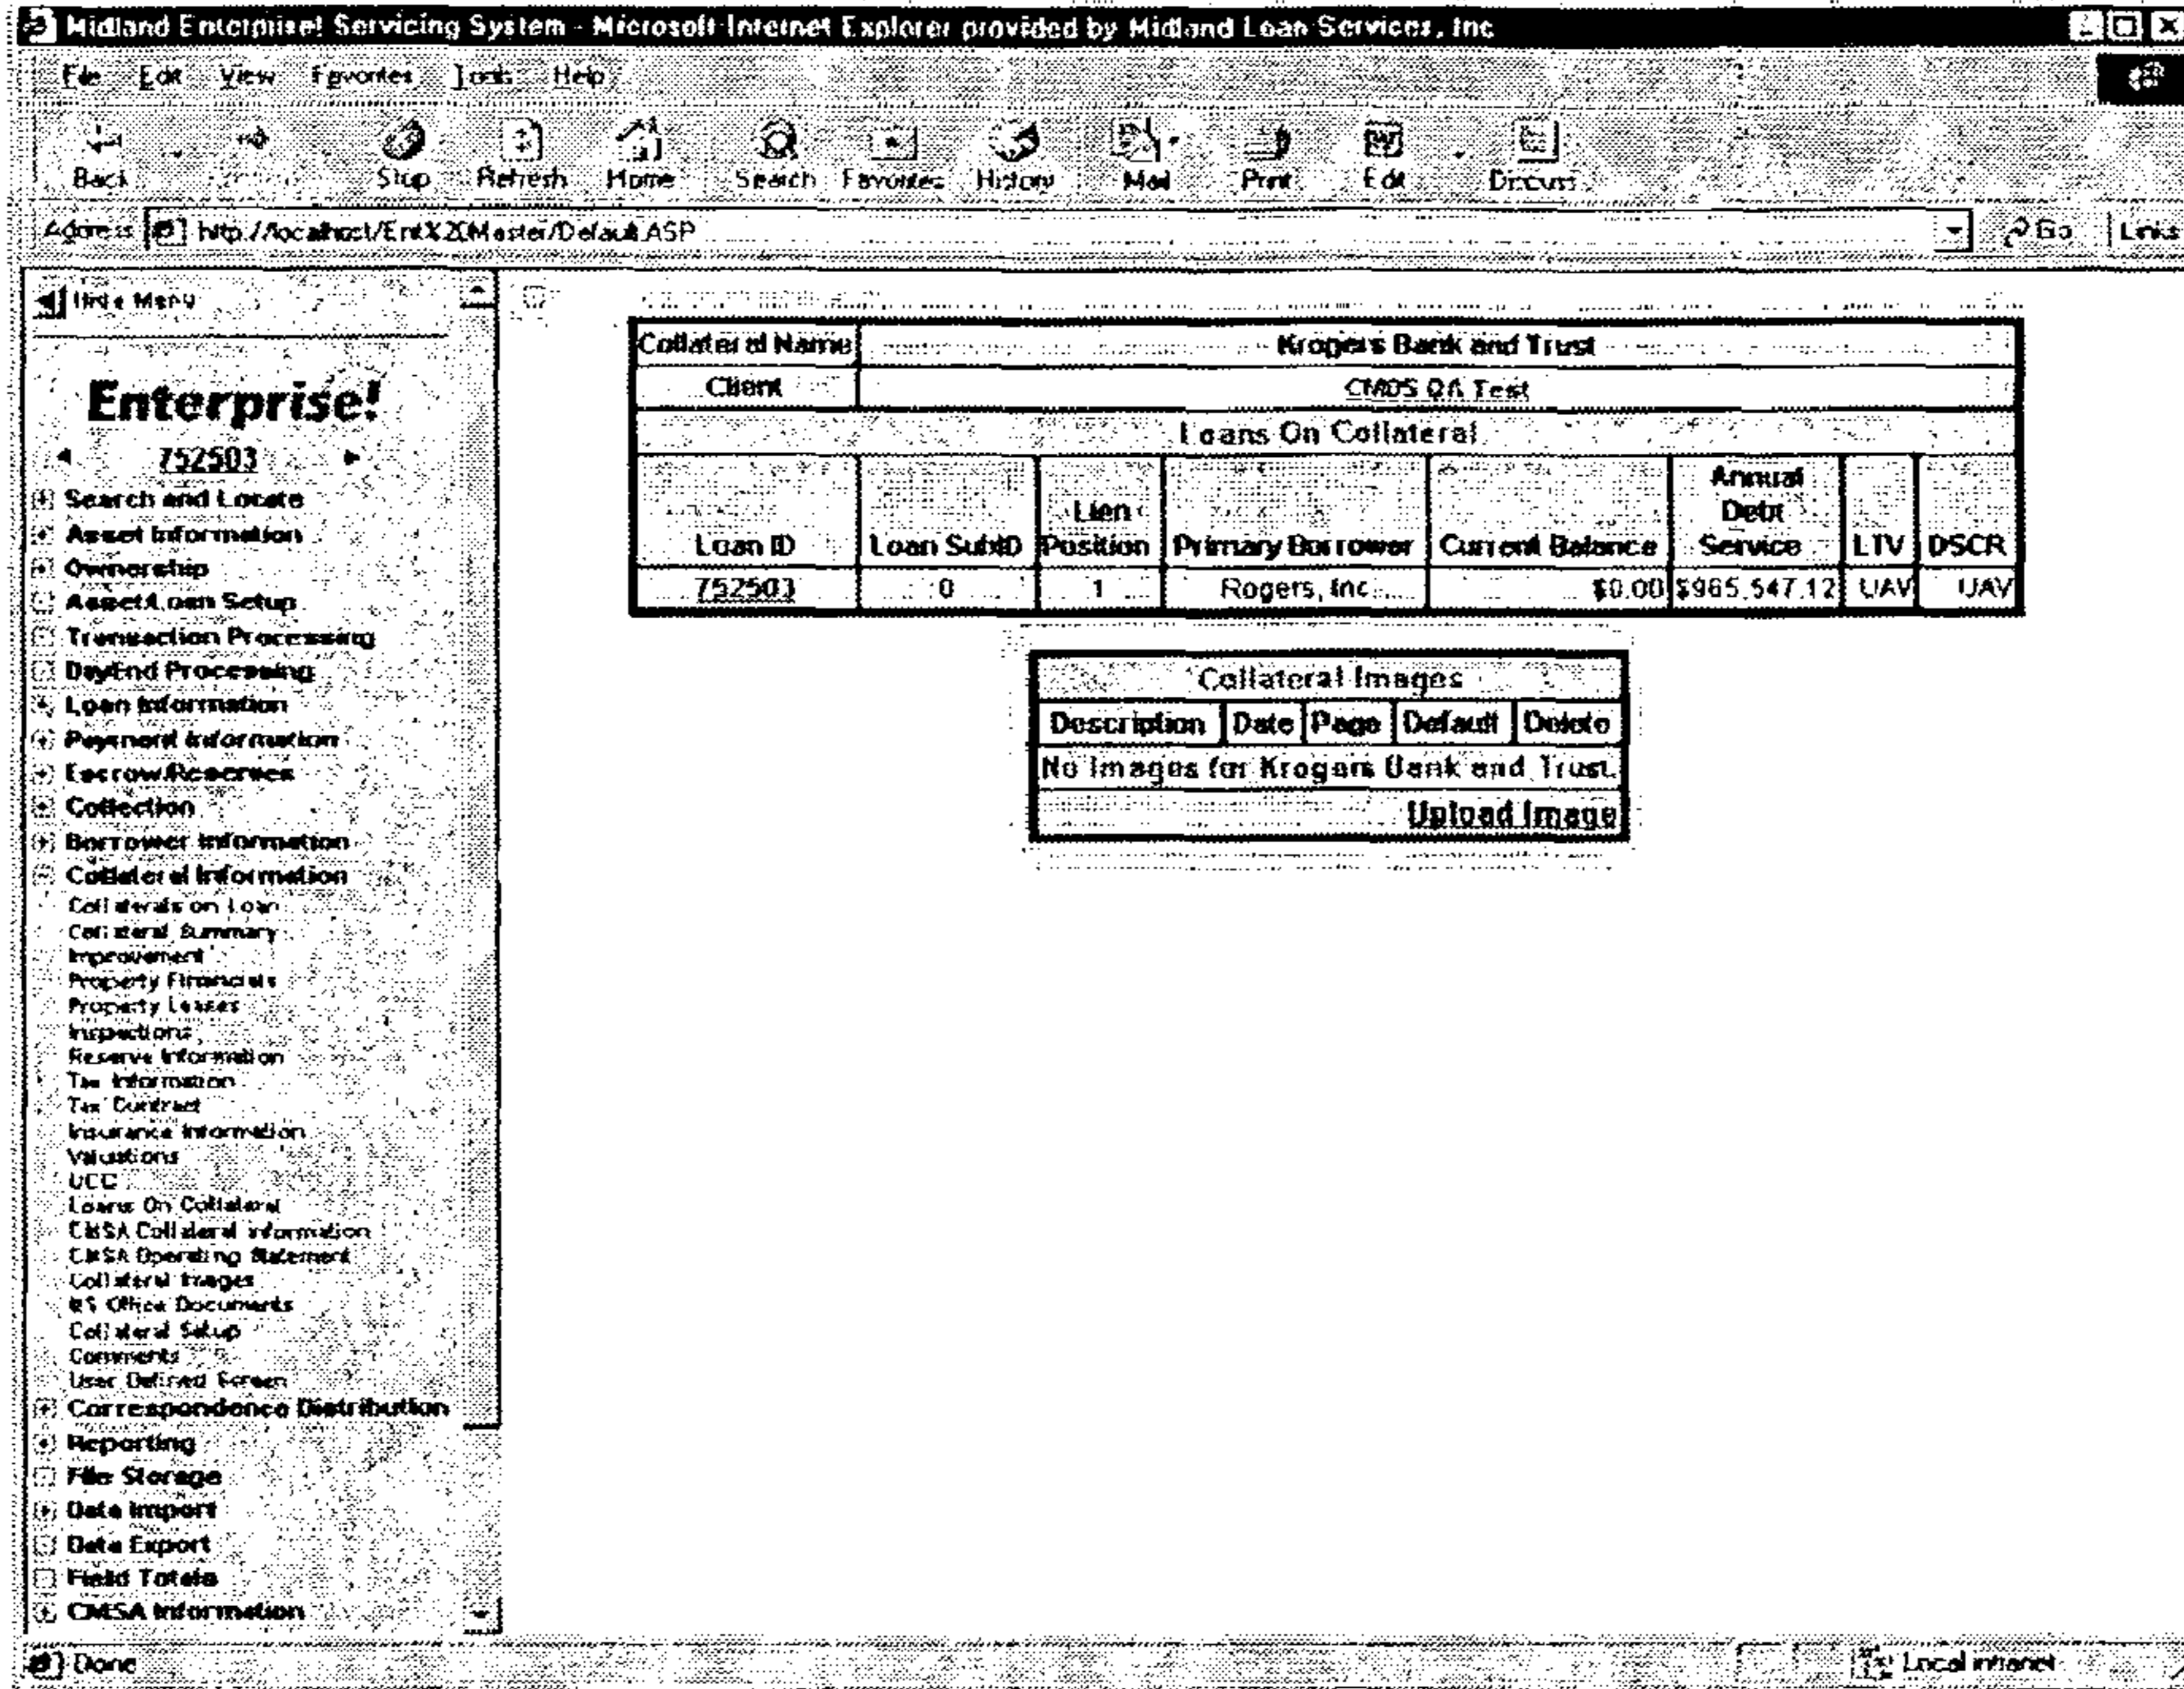 Midland Enterprise! Servicing System - Microsoft Internet Explorer provided by Midland Loan Services, Inc
File Edit View Favorites Tools Help
Back Stop Refresh Home Search Favorites History Mail Print Edit Discuss
Address http://localhost/Ent%20Master/Default.ASP Go Links
Hide Menu
Enterprise!
752503
Search and Locate
Asset Information
Ownership
Asset/Loan Setup
Transaction Processing
DayEnd Processing
Loan Information
Payment Information
Escrow/Reserves
Collection
Borrower Information
Collateral Information
Collaterals on Loan
Collateral Summary
Improvement
Property Financials
Property Leases
Inspections
Reserve Information
Tax Information
Tax Contract
Insurance Information
Valuations
UCC
Loans On Collateral
CMSA Collateral Information
CMSA Operating Statement
Collateral Images
MS Office Documents
Collateral Setup
Comments
User Defined Screen
Correspondence Distribution
Reporting
File Storage
Data Import
Data Export
Field Totals
CMSA Information
Collateral Name Krogers Bank and Trust
Client CMDS QA Test
Loans On Collateral
Loan ID Loan SubID Lien Position Primary Borrower Current Balance Annual Debt Service LTV DSCR
752503 0 1 Rogers, Inc. $0.00 $985,547.12 UAV UAV
Collateral Images
Description Date Page Default Delete
No Images for Krogers Bank and Trust.
Upload Image
Done Local intranet